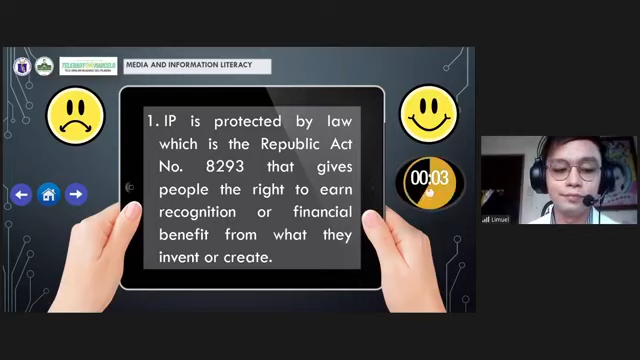 MEDIA AND INFORMATION LITERACY
1. IP is protected by law
which is the Republic Act
No. 8293 that gives
people the right to earn
recognition or financial
benefit from what they
invent or create.
00:03
Limuel